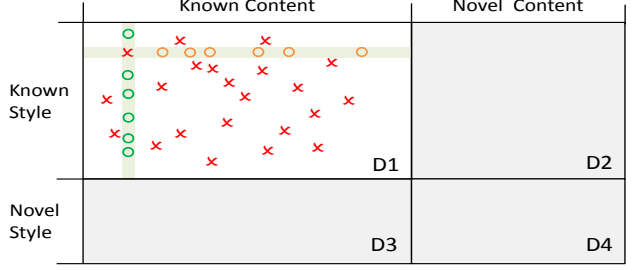 Known Content
Novel Content
Known
Style
D1
D2
Novel
Style
D3
D4